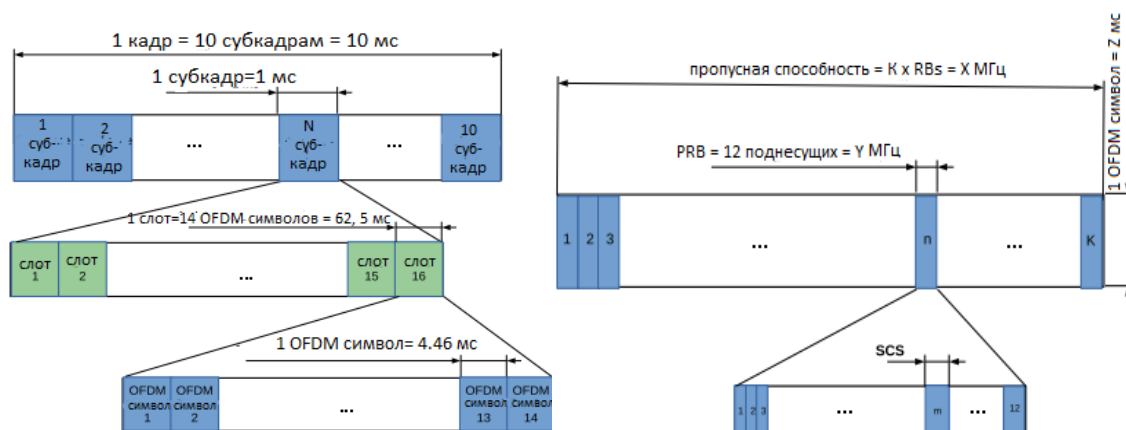 1 кадр = 10 субкадрам = 10 мс
1 субкадр=1 мс
1
суб-
кадр
2
суб-
кадр
...
N
суб-
кадр
...
10
суб-
кадр
1 слот=14 OFDM символов = 62, 5 мс
слот
1
слот
2
...
слот
15
слот
16
1 OFDM символ= 4.46 мс
OFDM
символ
1
OFDM
символ
2
...
OFDM
символ
13
OFDM
символ
14
пропусная способность = К x RBs = X МГц
1 OFDM символ = Z мс
PRB = 12 поднесущих = Y МГц
1
2
3
...
n
...
K
SCS
1
2
3
...
m
...
12